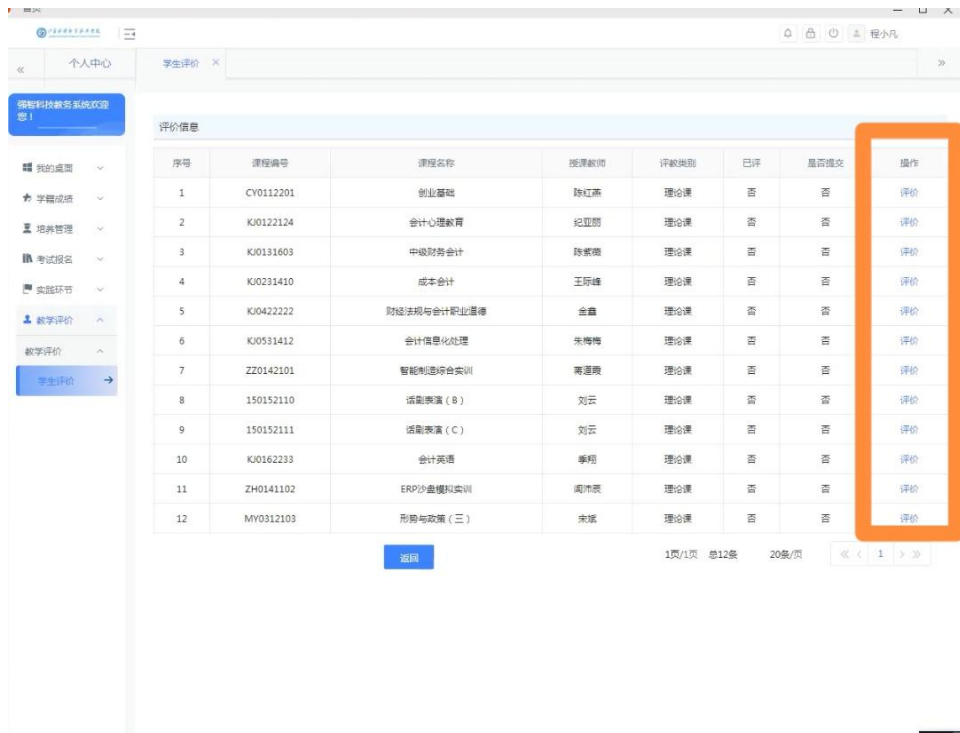 首页
程小凡
个人中心
学生评价
强智科技教务系统欢迎
您！
评价信息
我的桌面
学籍成绩
培养管理
考试报名
实践环节
教学评价
教学评价
学生评价
序号 课程编号 课程名称 授课教师 评教类别 已评 是否提交 操作
1 CY0112201 创业基础 陈红燕 理论课 否 否 评价
2 KJ0122124 会计心理教育 纪亚丽 理论课 否 否 评价
3 KJ0131603 中级财务会计 陈紫薇 理论课 否 否 评价
4 KJ0231410 成本会计 王际峰 理论课 否 否 评价
5 KJ0422222 财经法规与会计职业道德 金鑫 理论课 否 否 评价
6 KJ0531412 会计信息化处理 朱梅梅 理论课 否 否 评价
7 ZZ0142101 智能制造综合实训 蒋道霞 理论课 否 否 评价
8 150152110 话剧表演（B） 刘云 理论课 否 否 评价
9 150152111 话剧表演（C） 刘云 理论课 否 否 评价
10 KJ0162233 会计英语 季翔 理论课 否 否 评价
11 ZH0141102 ERP沙盘模拟实训 闻沛辰 理论课 否 否 评价
12 MY0312103 形势与政策（三） 宋斌 理论课 否 否 评价
返回
1页/1页 总12条 20条/页 1